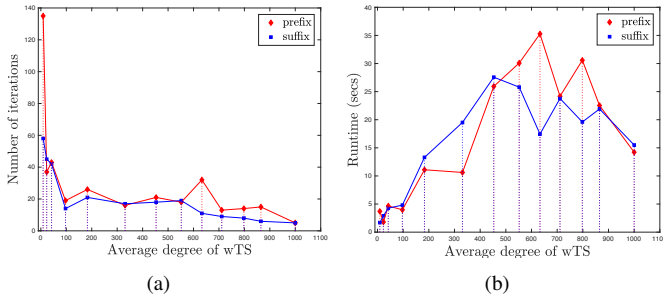 140
120
100
80
60
40
20
0
0 100 200 300 400 500 600 700 800 900 1000 1100
Number of iterations
Average degree of wTS
prefix
suffix
(a)
40
35
30
25
20
15
10
5
0
0 100 200 300 400 500 600 700 800 900 1000 1100
Runtime (secs)
Average degree of wTS
prefix
suffix
(b)